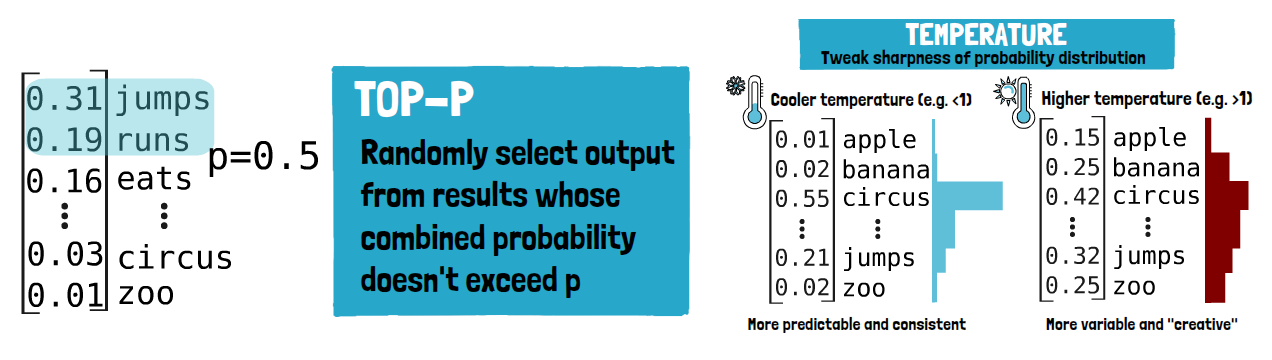 0.31 jumps
0.19 runs
0.16 eats
0.03 circus
0.01 zoo
p=0.5
TOP-P
Randomly select output
from results whose
combined probability
doesn't exceed p
TEMPERATURE
Tweak sharpness of probability distribution
Cooler temperature (e.g. <1)
0.01 apple
0.02 banana
0.55 circus
0.21 jumps
0.02 zoo
More predictable and consistent
Higher temperature (e.g. >1)
0.15 apple
0.25 banana
0.42 circus
0.32 jumps
0.25 zoo
More variable and "creative"